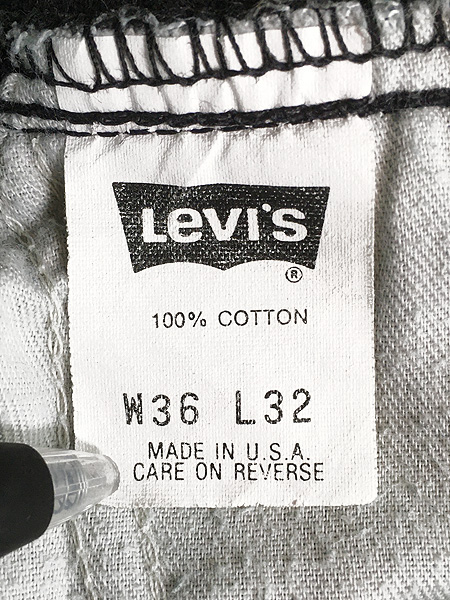 Levi's
®
100% COTTON
W36 L32
MADE IN U.S.A.
CARE ON REVERSE